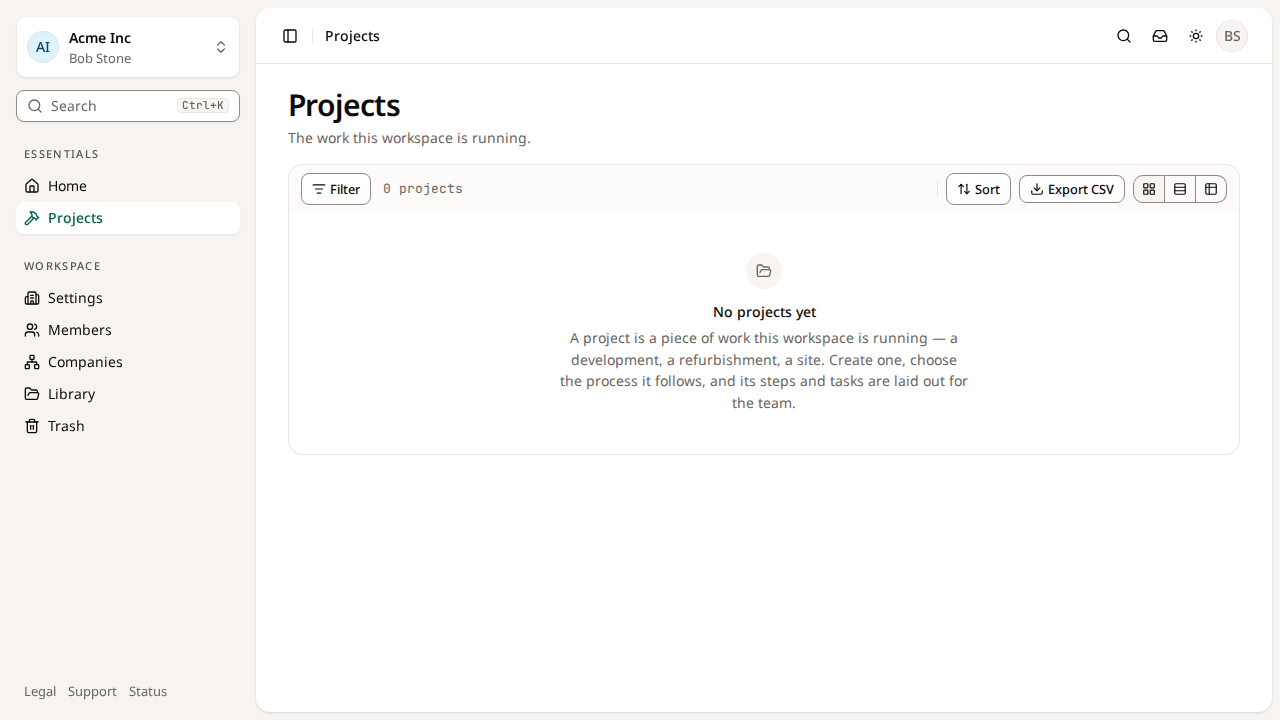 AI
Acme Inc
Bob Stone
Search
Ctrl+K
ESSENTIALS
Home
Projects
WORKSPACE
Settings
Members
Companies
Library
Trash
Legal Support Status
Projects
BS
Projects
The work this workspace is running.
Filter
0 projects
Sort
Export CSV
No projects yet
A project is a piece of work this workspace is running — a
development, a refurbishment, a site. Create one, choose
the process it follows, and its steps and tasks are laid out for
the team.